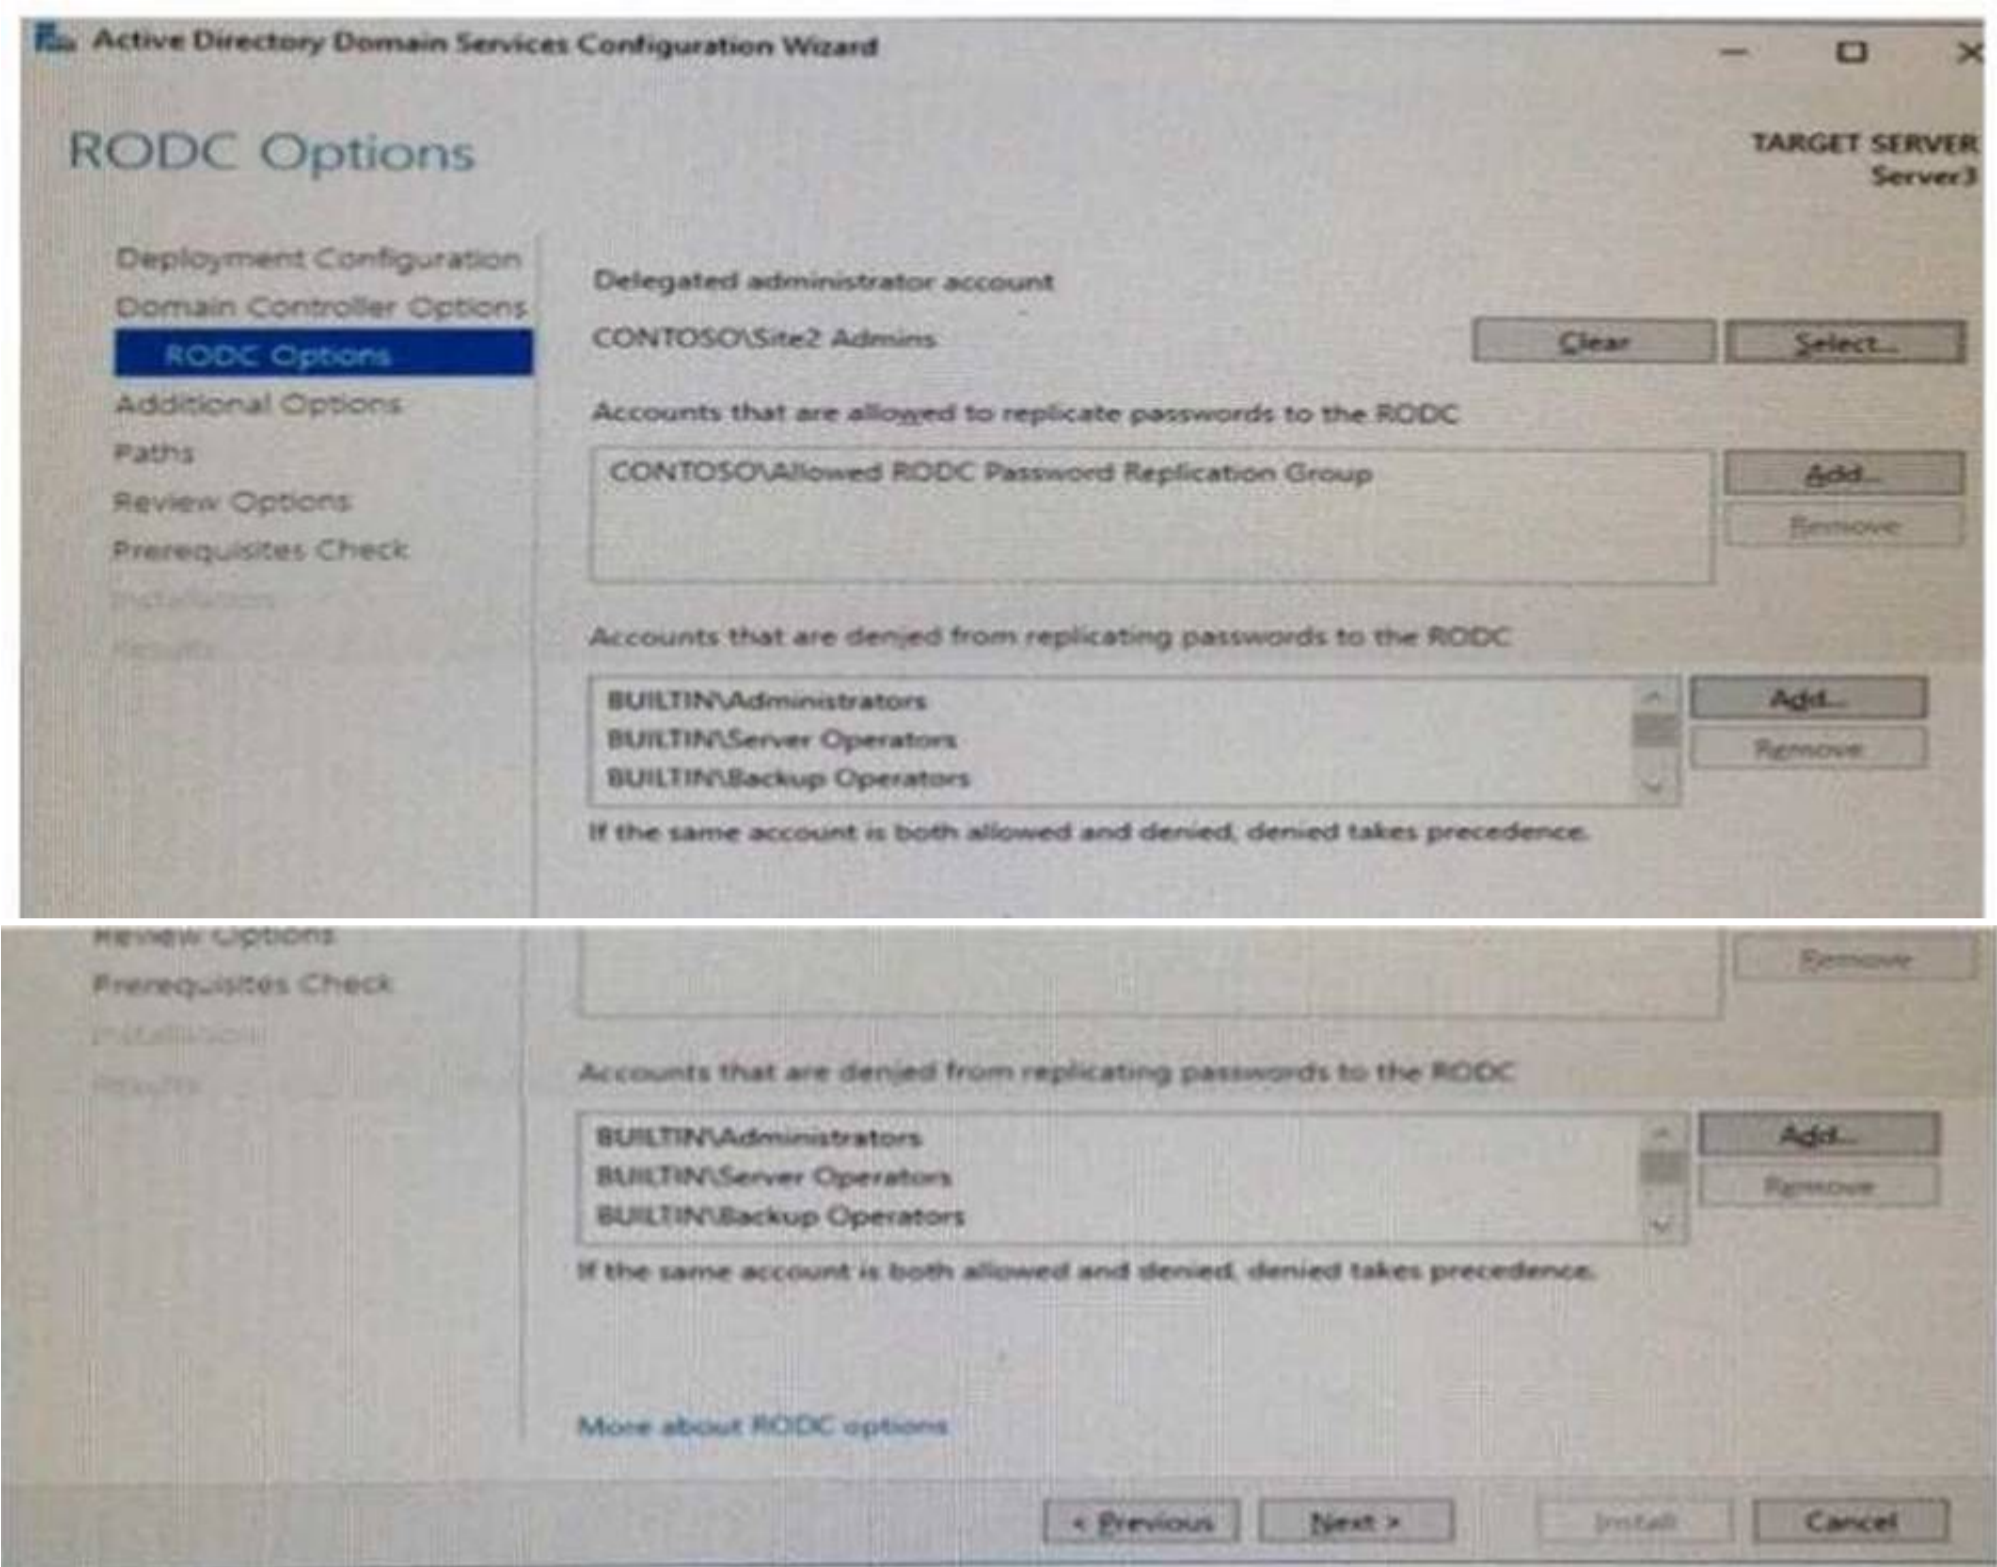 Active Directory Domain Services Configuration Wizard
RODC Options
TARGET SERVER
Server3
Deployment Configuration
Domain Controller Options
RODC Options
Additional Options
Paths
Review Options
Prerequisites Check
Installation
Results
Delegated administrator account
CONTOSO\Site2 Admins
Clear
Select...
Accounts that are allowed to replicate passwords to the RODC
CONTOSO\Allowed RODC Password Replication Group
Add...
Remove
Accounts that are denied from replicating passwords to the RODC
BUILTIN\Administrators
BUILTIN\Server Operators
BUILTIN\Backup Operators
Add...
Remove
If the same account is both allowed and denied, denied takes precedence.
Review Options
Prerequisites Check
Installation
Results
Remove
Accounts that are denied from replicating passwords to the RODC
BUILTIN\Administrators
BUILTIN\Server Operators
BUILTIN\Backup Operators
Add...
Remove
If the same account is both allowed and denied, denied takes precedence.
More about RODC options
< Previous
Next >
Install
Cancel